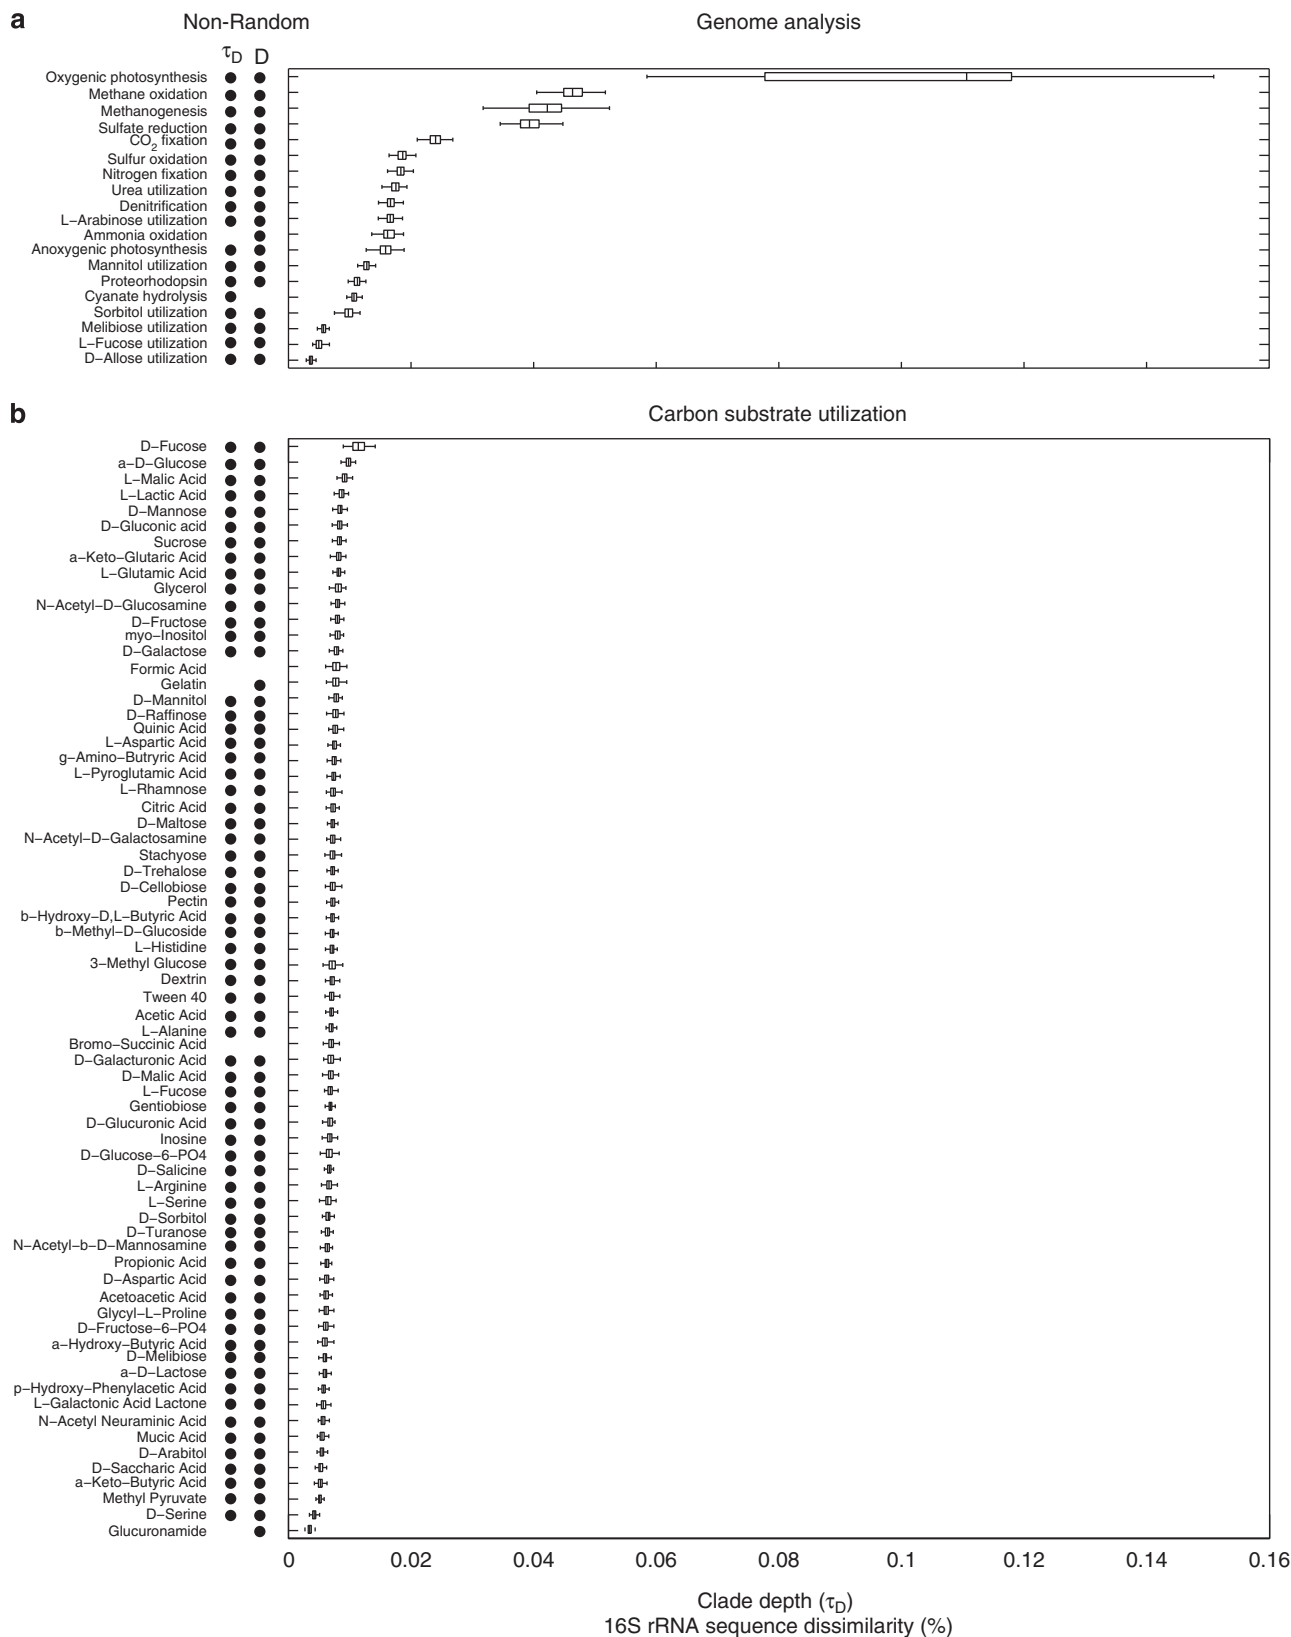 a
Non-Random
Genome analysis
τD D
Oxygenic photosynthesis
Methane oxidation
Methanogenesis
Sulfate reduction
CO2 fixation
Sulfur oxidation
Nitrogen fixation
Urea utilization
Denitrification
L−Arabinose utilization
Ammonia oxidation
Anoxygenic photosynthesis
Mannitol utilization
Proteorhodopsin
Cyanate hydrolysis
Sorbitol utilization
Melibiose utilization
L−Fucose utilization
D−Allose utilization
b
Carbon substrate utilization
D−Fucose
a−D−Glucose
L−Malic Acid
L−Lactic Acid
D−Mannose
D−Gluconic acid
Sucrose
a−Keto−Glutaric Acid
L−Glutamic Acid
Glycerol
N−Acetyl−D−Glucosamine
D−Fructose
myo−Inositol
D−Galactose
Formic Acid
Gelatin
D−Mannitol
D−Raffinose
Quinic Acid
L−Aspartic Acid
g−Amino−Butryric Acid
L−Pyroglutamic Acid
L−Rhamnose
Citric Acid
D−Maltose
N−Acetyl−D−Galactosamine
Stachyose
D−Trehalose
D−Cellobiose
Pectin
b−Hydroxy−D,L−Butyric Acid
b−Methyl−D−Glucoside
L−Histidine
3−Methyl Glucose
Dextrin
Tween 40
Acetic Acid
L−Alanine
Bromo−Succinic Acid
D−Galacturonic Acid
D−Malic Acid
L−Fucose
Gentiobiose
D−Glucuronic Acid
Inosine
D−Glucose−6−PO4
D−Salicine
L−Arginine
L−Serine
D−Sorbitol
D−Turanose
N−Acetyl−b−D−Mannosamine
Propionic Acid
D−Aspartic Acid
Acetoacetic Acid
Glycyl−L−Proline
D−Fructose−6−PO4
a−Hydroxy−Butyric Acid
D−Melibiose
a−D−Lactose
p−Hydroxy−Phenylacetic Acid
L−Galactonic Acid Lactone
N−Acetyl Neuraminic Acid
Mucic Acid
D−Arabitol
D−Saccharic Acid
a−Keto−Butyric Acid
Methyl Pyruvate
D−Serine
Glucuronamide
0 0.02 0.04 0.06 0.08 0.1 0.12 0.14 0.16
Clade depth (τD)
16S rRNA sequence dissimilarity (%)